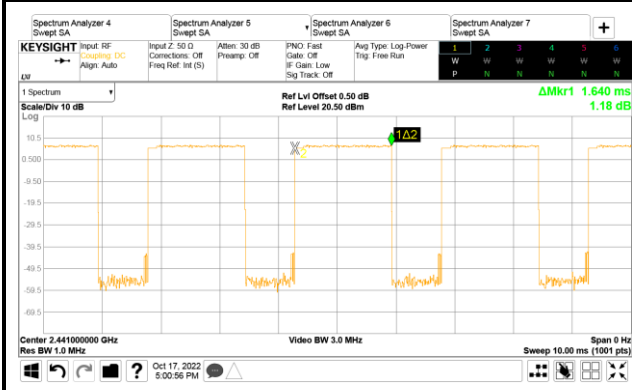 Spectrum Analyzer 4
Swept SA
Spectrum Analyzer 5
Swept SA
Spectrum Analyzer 6
Swept SA
Spectrum Analyzer 7
Swept SA
KEYSIGHT
Input: RF
Coupling: DC
Align: Auto
Input Z: 50 Ω
Corrections: Off
Freq Ref: Int (S)
Atten: 30 dB
Preamp: Off
PNO: Fast
Gate: Off
IF Gain: Low
Sig Track: Off
Avg Type: Log-Power
Trig: Free Run
1 2 3 4 5 6
W W W W W W
P N N N N N
LXI
1 Spectrum
Scale/Div 10 dB
Log
Ref Lvl Offset 0.50 dB
Ref Level 20.50 dBm
ΔMkr1 1.640 ms
1.18 dB
1Δ2
10.5
0.500
-9.50
-19.5
-29.5
-39.5
-49.5
-59.5
-69.5
Center 2.441000000 GHz
Res BW 1.0 MHz
Video BW 3.0 MHz
Span 0 Hz
Sweep 10.00 ms (1001 pts)
Oct 17, 2022
5:00:56 PM